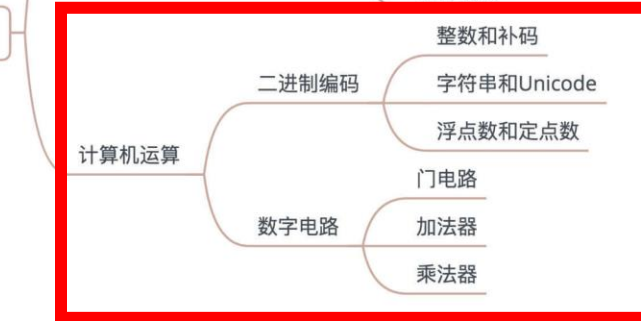 整数和补码
二进制编码
字符串和Unicode
浮点数和定点数
计算机运算
门电路
数字电路
加法器
乘法器